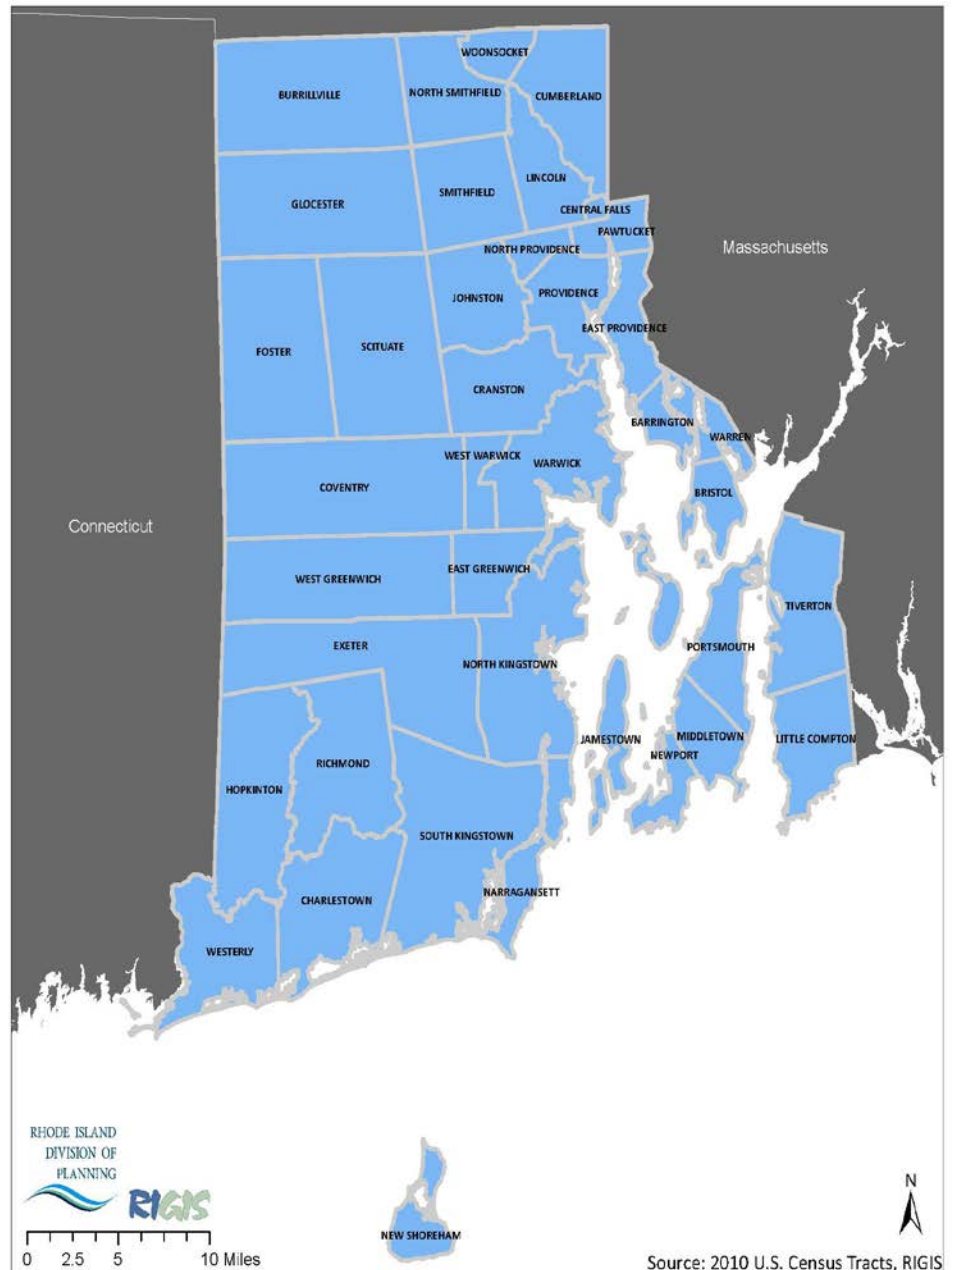 WOONSOCKET
BURRILLVILLE
NORTH SMITHFIELD
CUMBERLAND
LINCOLN
SMITHFIELD
GLOCESTER
CENTRAL FALLS
PAWTUCKET
NORTH PROVIDENCE
Massachusetts
JOHNSTON
PROVIDENCE
EAST PROVIDENCE
FOSTER
SCITUATE
CRANSTON
BARRINGTON
WARREN
WEST WARWICK
WARWICK
COVENTRY
BRISTOL
Connecticut
WEST GREENWICH
EAST GREENWICH
TIVERTON
EXETER
PORTSMOUTH
NORTH KINGSTOWN
JAMESTOWN
MIDDLETOWN
LITTLE COMPTON
NEWPORT
RICHMOND
HOPKINTON
SOUTH KINGSTOWN
NARRAGANSETT
CHARLESTOWN
WESTERLY
RHODE ISLAND
DIVISION OF
PLANNING
RIGIS
N
NEW SHOREHAM
0 2.5 5 10 Miles
Source: 2010 U.S. Census Tracts, RIGIS